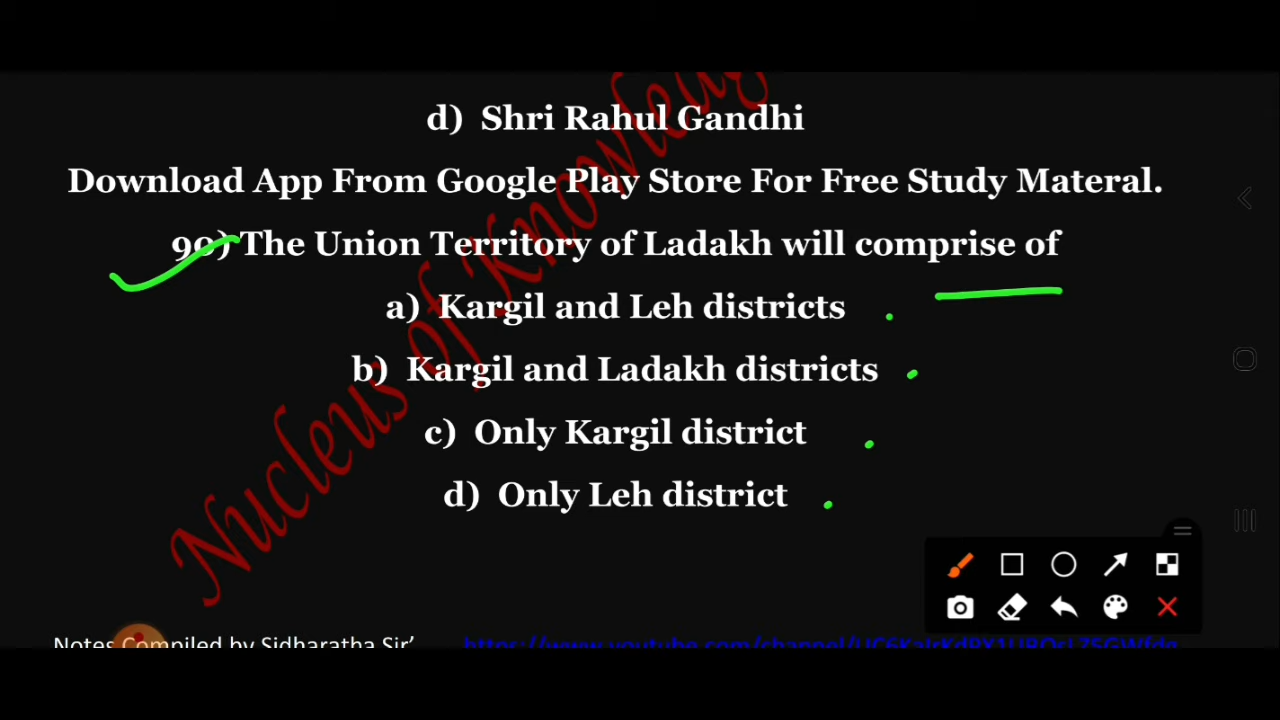 d) Shri Rahul Gandhi
Download App From Google Play Store For Free Study Materal.
90) The Union Territory of Ladakh will comprise of
a) Kargil and Leh districts
b) Kargil and Ladakh districts
c) Only Kargil district
d) Only Leh district
Nucleus of Knowledg
Notes Compiled by Sidharatha Sir'